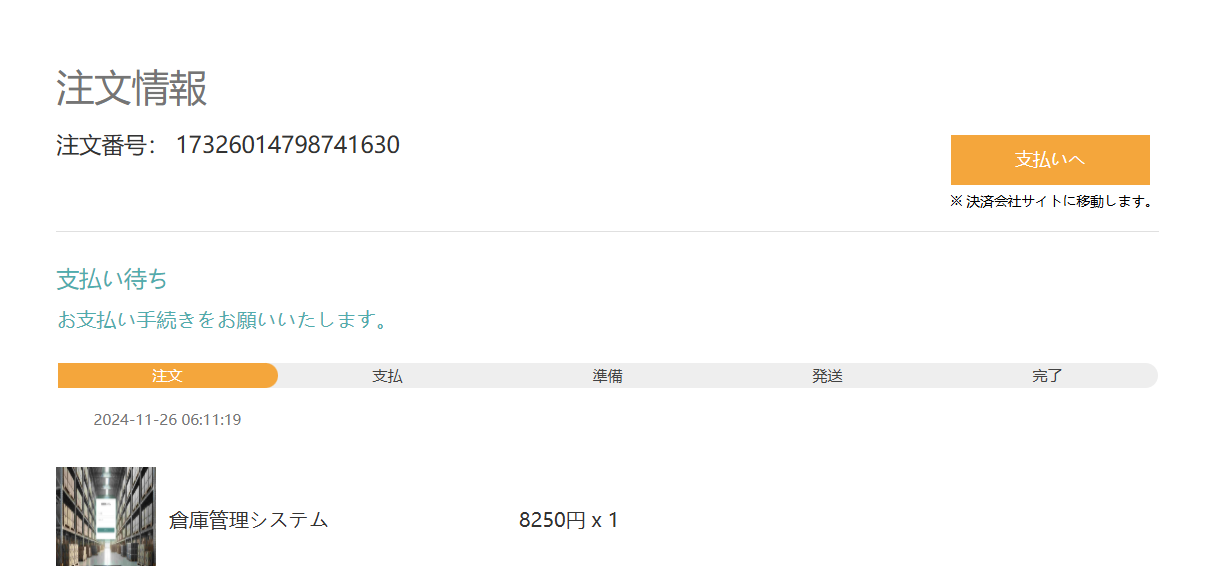 注文情報
注文番号： 17326014798741630
支払いへ
※ 決済会社サイトに移動します。
支払い待ち
お支払い手続きをお願いいたします。
注文 支払 準備 発送 完了
2024-11-26 06:11:19
倉庫管理システム 8250円 x 1